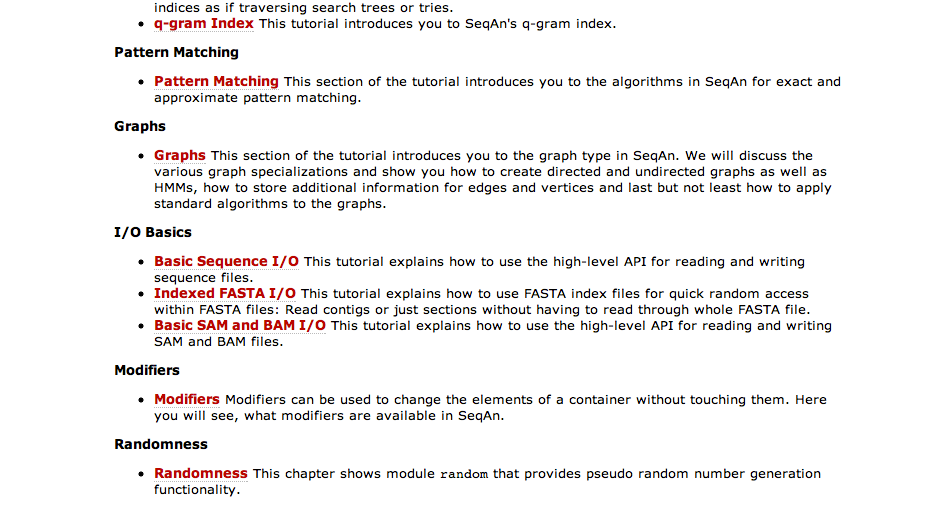 indices as if traversing search trees or tries.
• q-gram Index This tutorial introduces you to SeqAn's q-gram index.
Pattern Matching
• Pattern Matching This section of the tutorial introduces you to the algorithms in SeqAn for exact and
approximate pattern matching.
Graphs
• Graphs This section of the tutorial introduces you to the graph type in SeqAn. We will discuss the
various graph specializations and show you how to create directed and undirected graphs as well as
HMMs, how to store additional information for edges and vertices and last but not least how to apply
standard algorithms to the graphs.
I/O Basics
• Basic Sequence I/O This tutorial explains how to use the high-level API for reading and writing
sequence files.
• Indexed FASTA I/O This tutorial explains how to use FASTA index files for quick random access
within FASTA files: Read contigs or just sections without having to read through whole FASTA file.
• Basic SAM and BAM I/O This tutorial explains how to use the high-level API for reading and writing
SAM and BAM files.
Modifiers
• Modifiers Modifiers can be used to change the elements of a container without touching them. Here
you will see, what modifiers are available in SeqAn.
Randomness
• Randomness This chapter shows module random that provides pseudo random number generation
functionality.